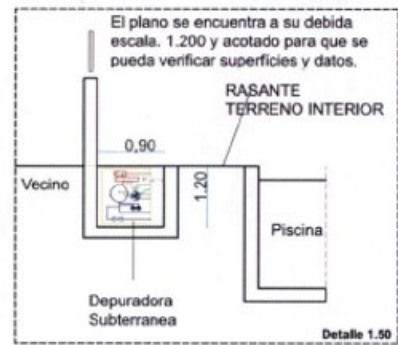 El plano se encuentra a su debida
escala. 1.200 y acotado para que se
pueda verificar superfícies y datos.
RASANTE
TERRENO INTERIOR
0,90
Vecino
1.20
Piscina
Depuradora
Subterranea
Detalle 1.50